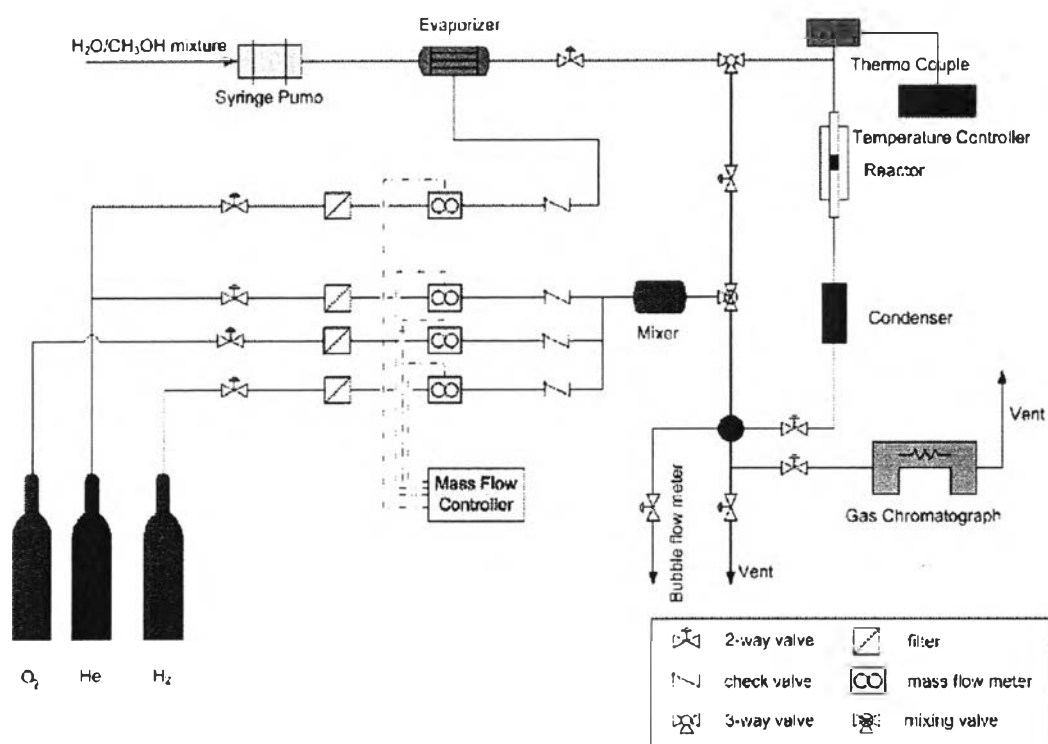 Evaporizer
H₂O/CH₃OH mixture
Syringe Pumo
Thermo Couple
Temperature Controller
Reactor
Mixer
Condenser
Vent
Mass Flow
Controller
Gas Chromatograph
Bubble flow meter
Vent
O₂
He
H₂
2-way valve
filter
check valve
mass flow meter
3-way valve
mixing valve